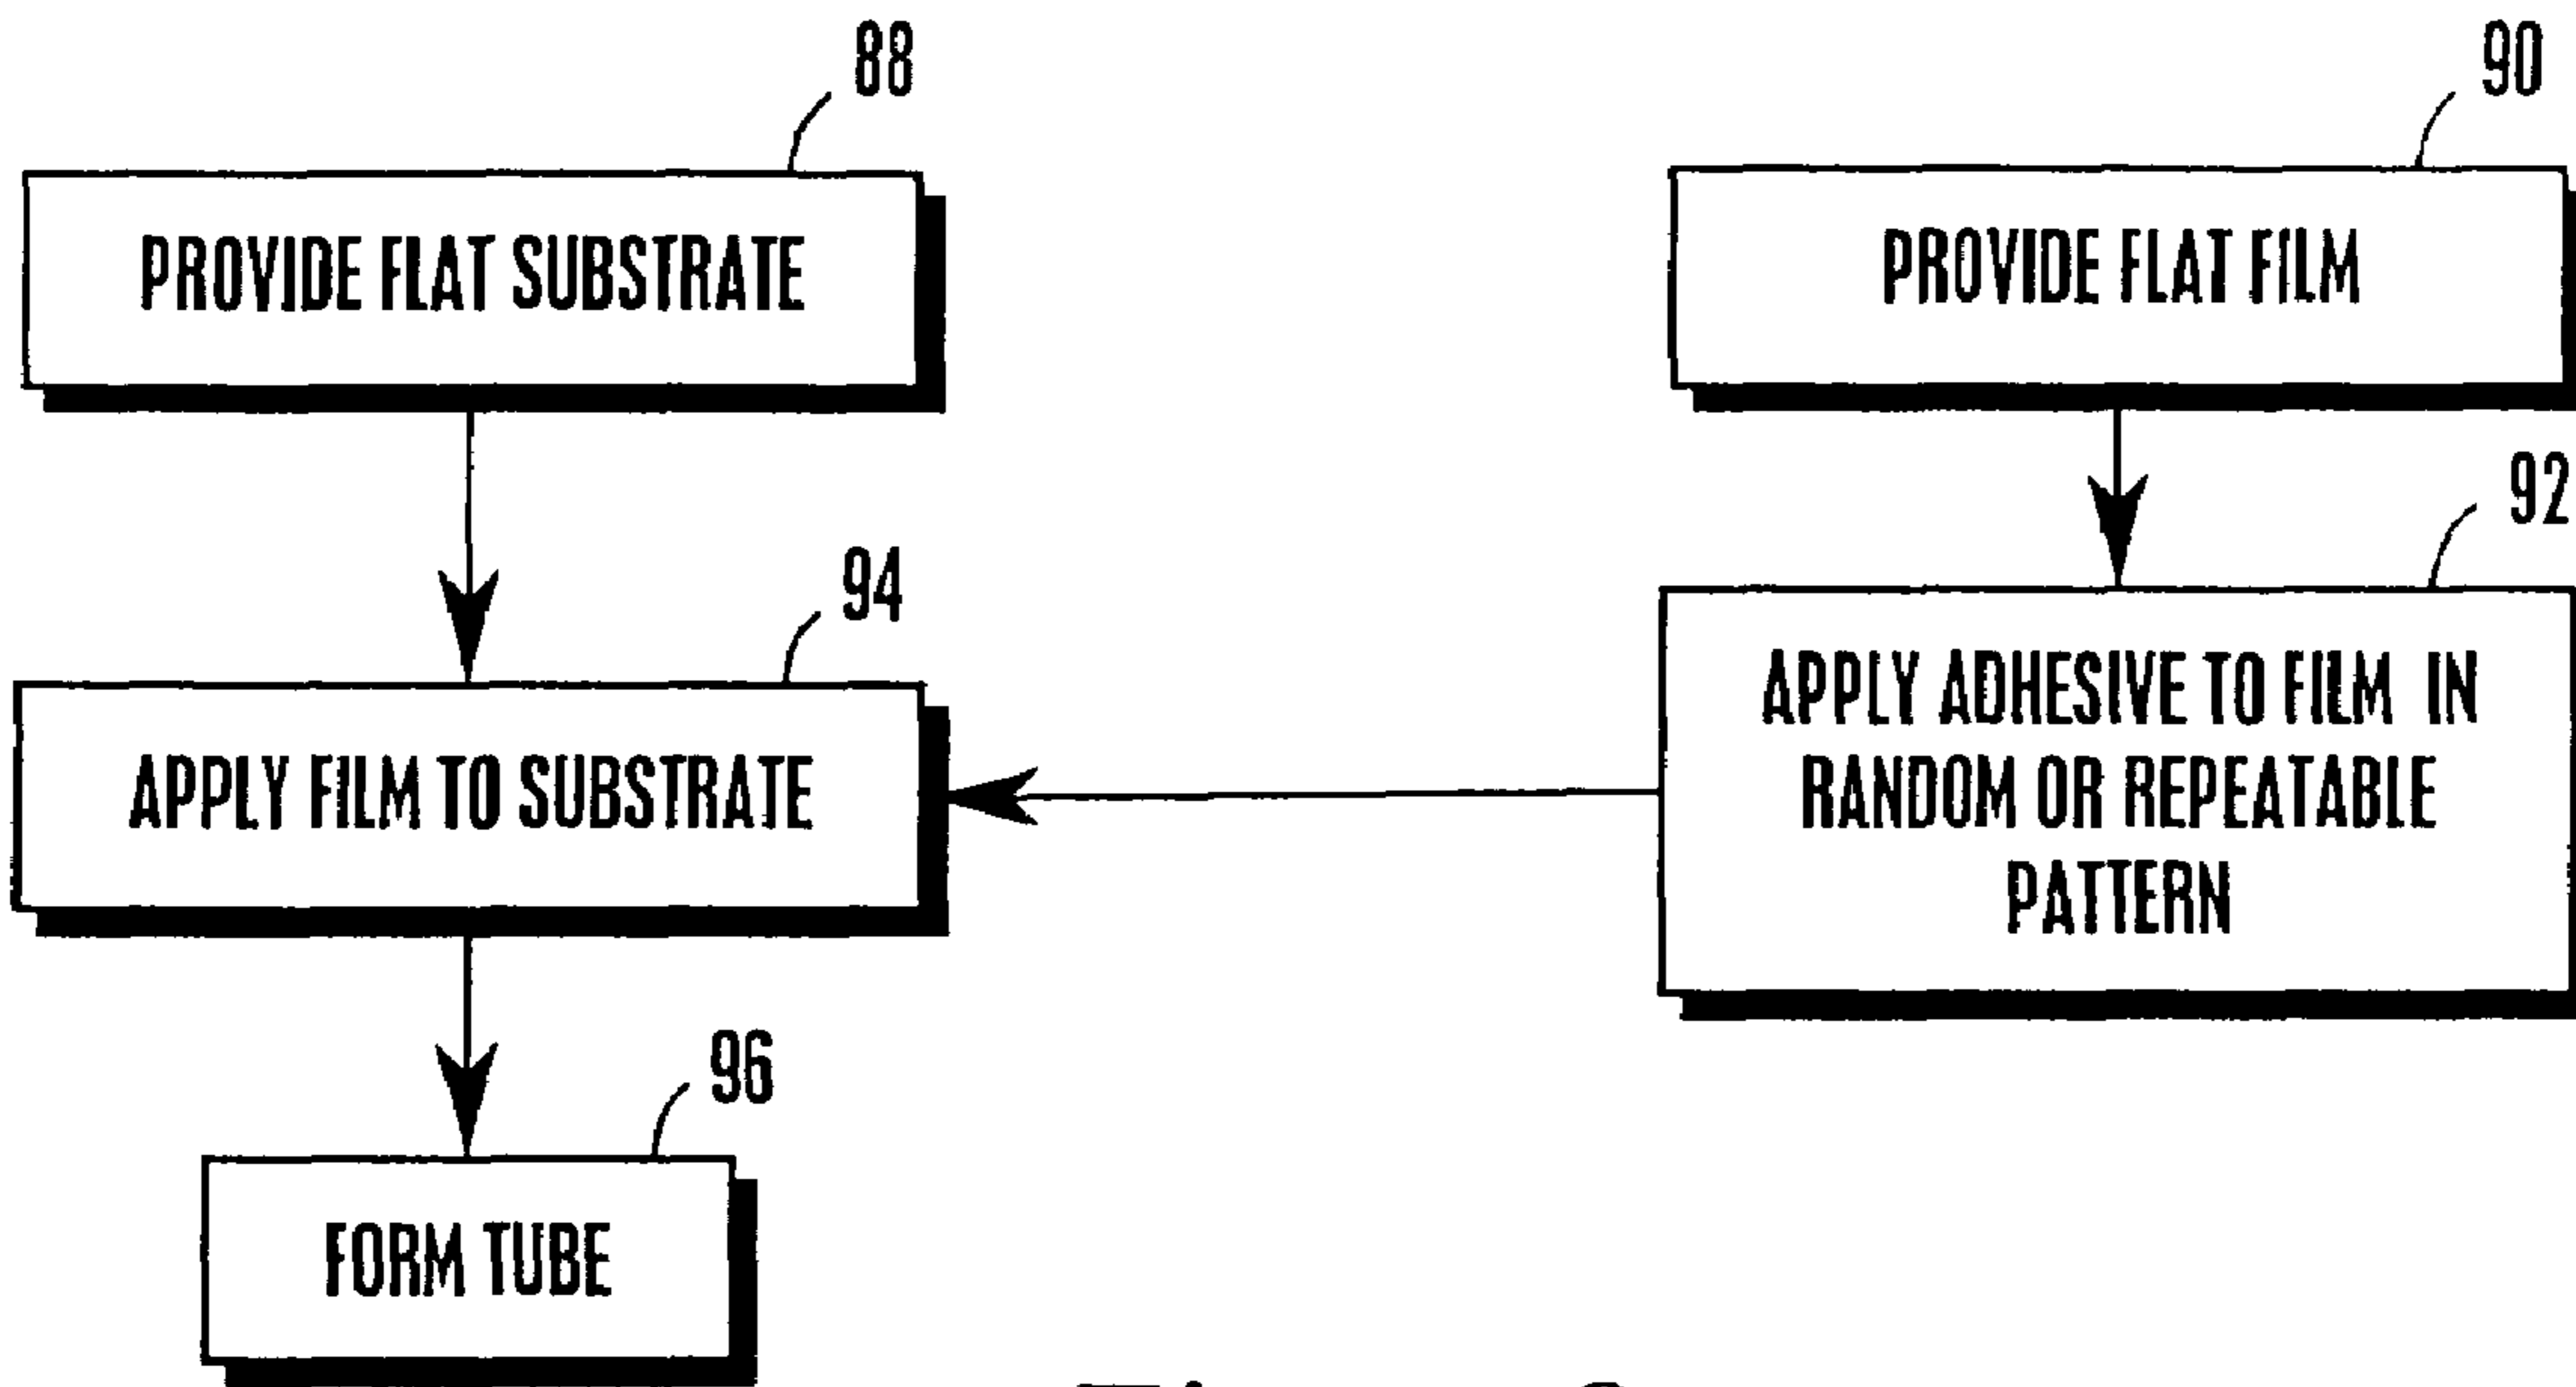 88
PROVIDE FLAT SUBSTRATE
90
PROVIDE FLAT FILM
92
APPLY ADHESIVE TO FILM IN
RANDOM OR REPEATABLE
PATTERN
94
APPLY FILM TO SUBSTRATE
96
FORM TUBE